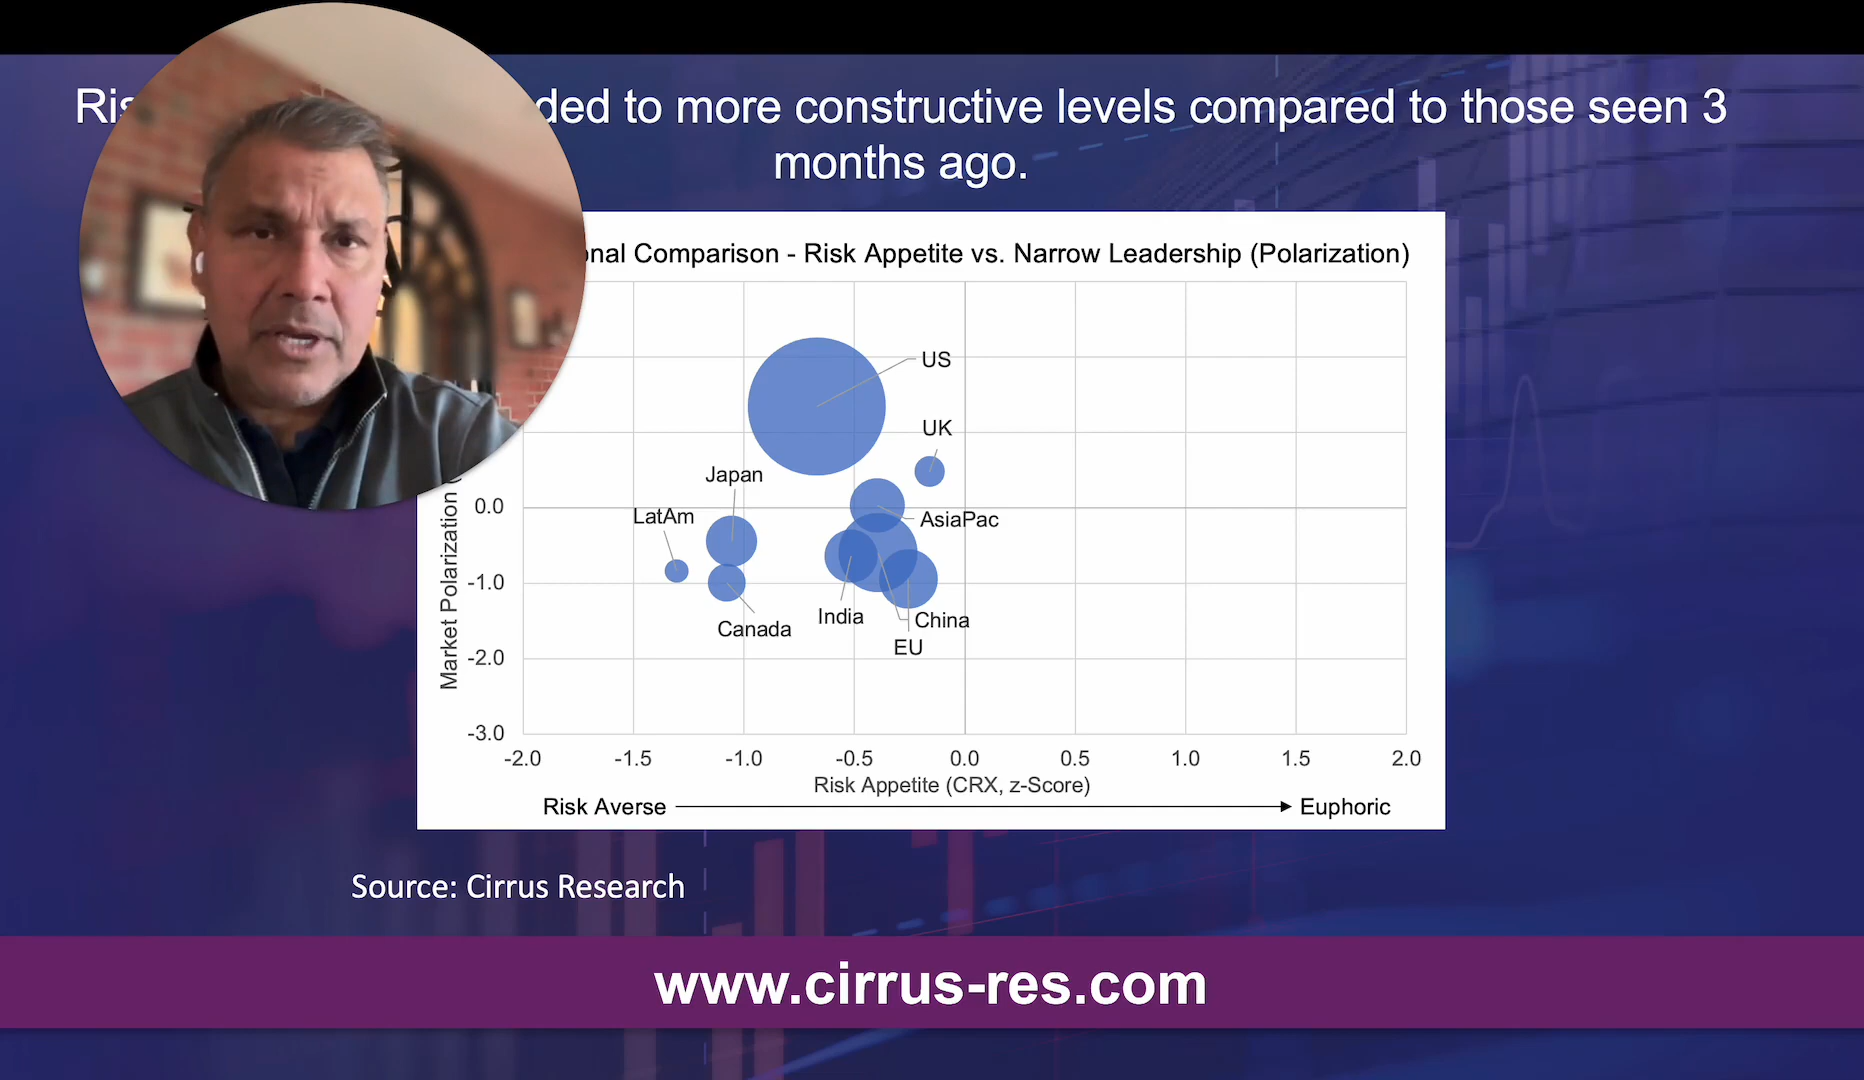 ded to more constructive levels compared to those seen 3
months ago.
Comparison - Risk Appetite vs. Narrow Leadership (Polarization)
US
UK
Japan
LatAm
AsiaPac
India
China
Canada
EU
Market Polarization
0.0
-1.0
-2.0
-3.0
-2.0 -1.5 -1.0 -0.5 0.0 0.5 1.0 1.5 2.0
Risk Appetite (CRX, z-Score)
Risk Averse Euphoric
Source: Cirrus Research
www.cirrus-res.com